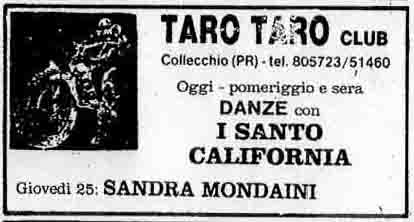 TARO TARO CLUB
Collecchio (PR) - tel. 805723/51460
Oggi - pomeriggio e sera
DANZE con
I SANTO
CALIFORNIA
Giovedì 25: SANDRA MONDAINI